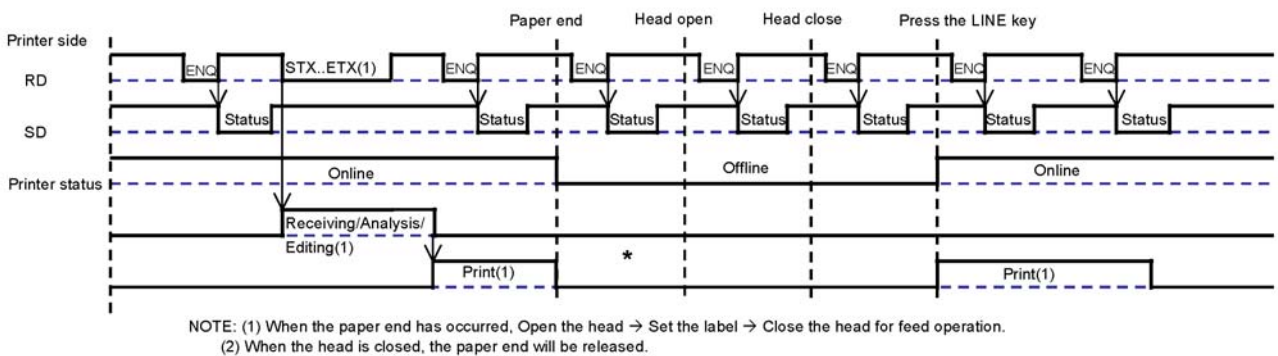 Paper end Head open Head close Press the LINE key
Printer side
RD ENQ STX..ETX(1) ENQ ENQ ENQ ENQ ENQ ENQ
SD Status Status Status Status Status Status Status
Printer status Online Offline Online
Receiving/Analysis/
Editing(1)
*
Print(1) Print(1)
NOTE: (1) When the paper end has occurred, Open the head → Set the label → Close the head for feed operation.
(2) When the head is closed, the paper end will be released.